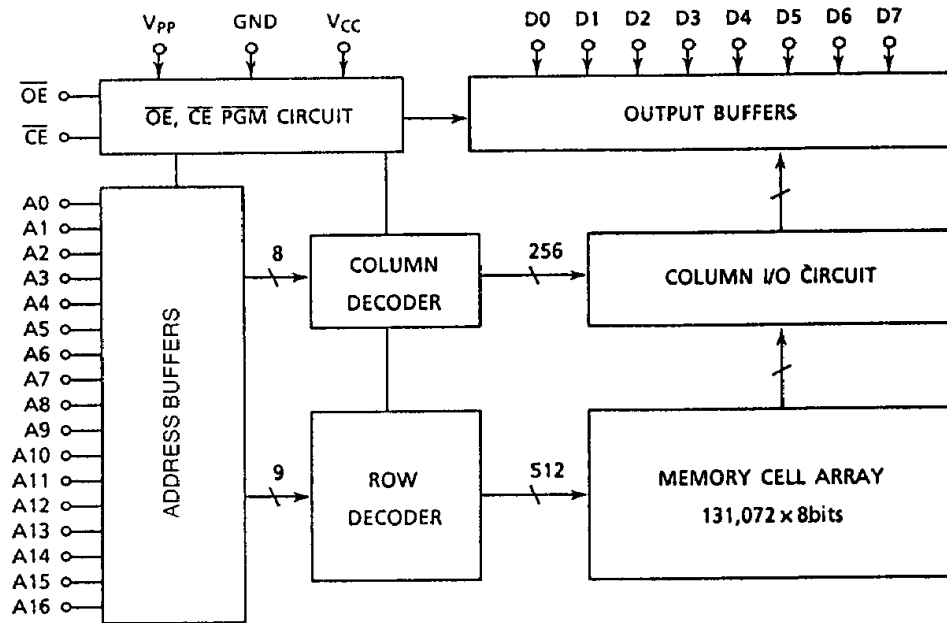 VPP GND VCC
D0 D1 D2 D3 D4 D5 D6 D7
OE
CE
OE, CE PGM CIRCUIT
OUTPUT BUFFERS
A0
A1
A2
A3
A4
A5
A6
A7
A8
A9
A10
A11
A12
A13
A14
A15
A16
ADDRESS BUFFERS
8
COLUMN
DECODER
256
COLUMN I/O CIRCUIT
9
ROW
DECODER
512
MEMORY CELL ARRAY
131,072 × 8bits